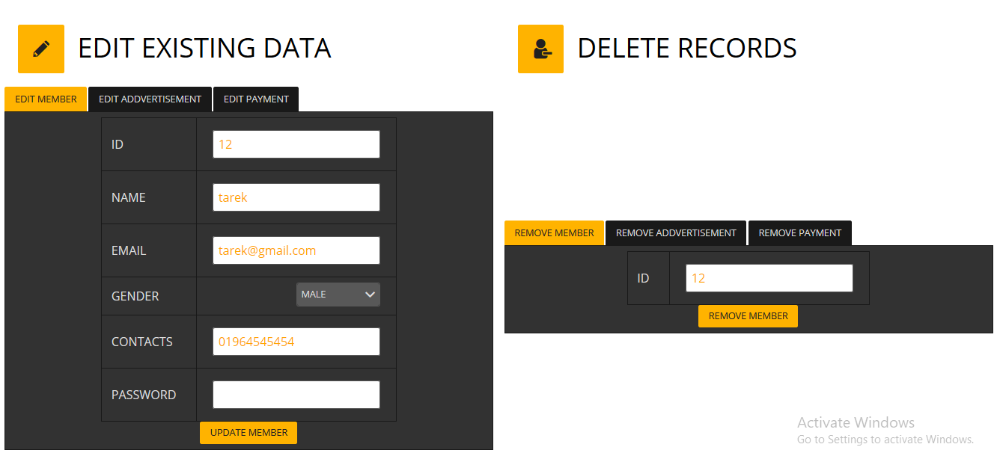 EDIT EXISTING DATA
EDIT MEMBER EDIT ADDVERTISEMENT EDIT PAYMENT
ID 12
NAME tarek
EMAIL tarek@gmail.com
GENDER MALE
CONTACTS 01964545454
PASSWORD
UPDATE MEMBER
DELETE RECORDS
REMOVE MEMBER REMOVE ADDVERTISEMENT REMOVE PAYMENT
ID 12
REMOVE MEMBER
Activate Windows
Go to Settings to activate Windows.